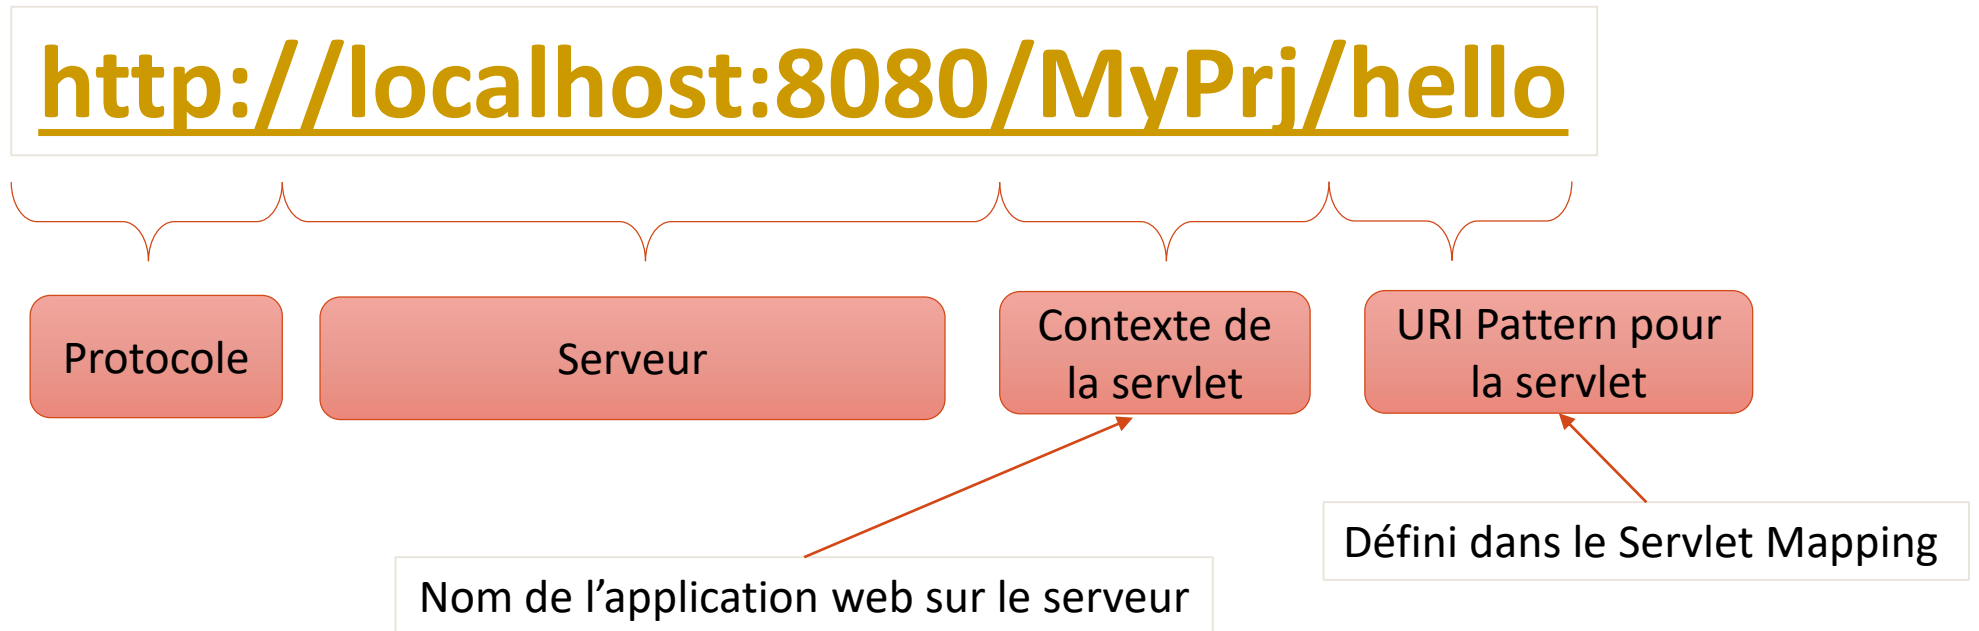 http://localhost:8080/MyPrj/hello
Protocole
Serveur
Contexte de
la servlet
URI Pattern pour
la servlet
Défini dans le Servlet Mapping
Nom de l’application web sur le serveur